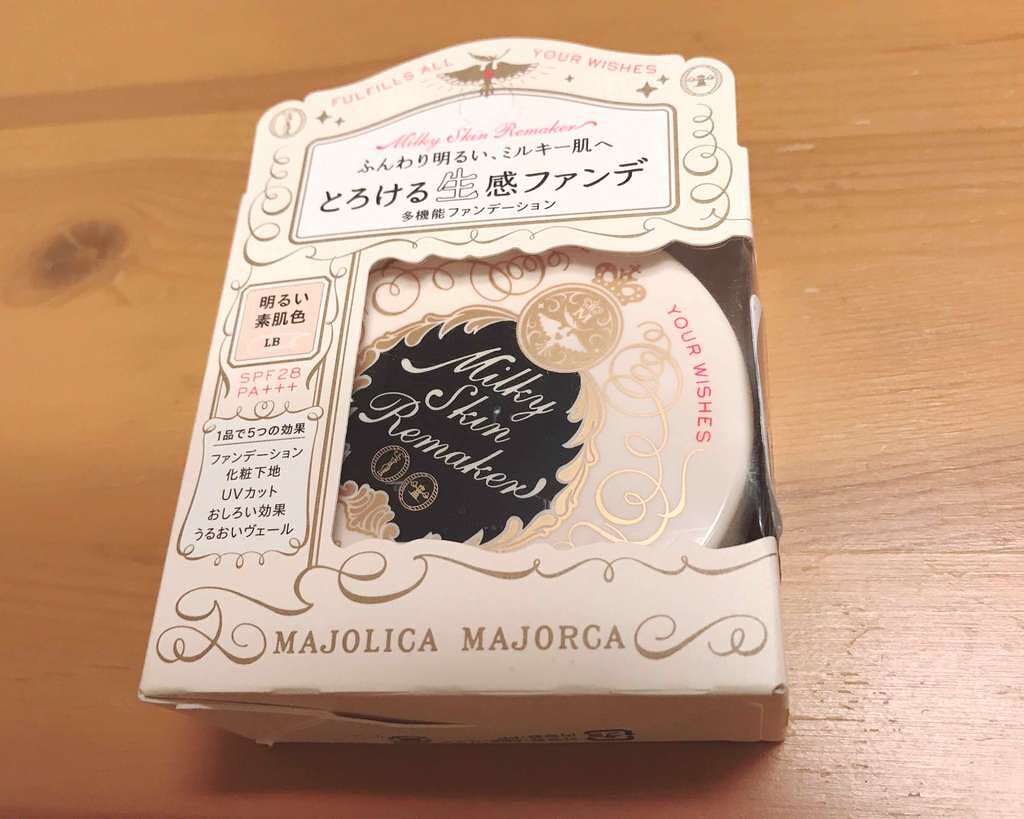 FULFILLS ALL YOUR WISHES
Milky Skin Remaker
ふんわり明るい、ミルキー肌へ
とろける生感ファンデ
多機能ファンデーション
明るい
素肌色
LB
SPF28
PA+++
1品で5つの効果
ファンデーション
化粧下地
UVカット
おしろい効果
うるおいヴェール
M
YOUR WISHES
Milky
Skin
Remaker
MAJOLICA MAJORCA